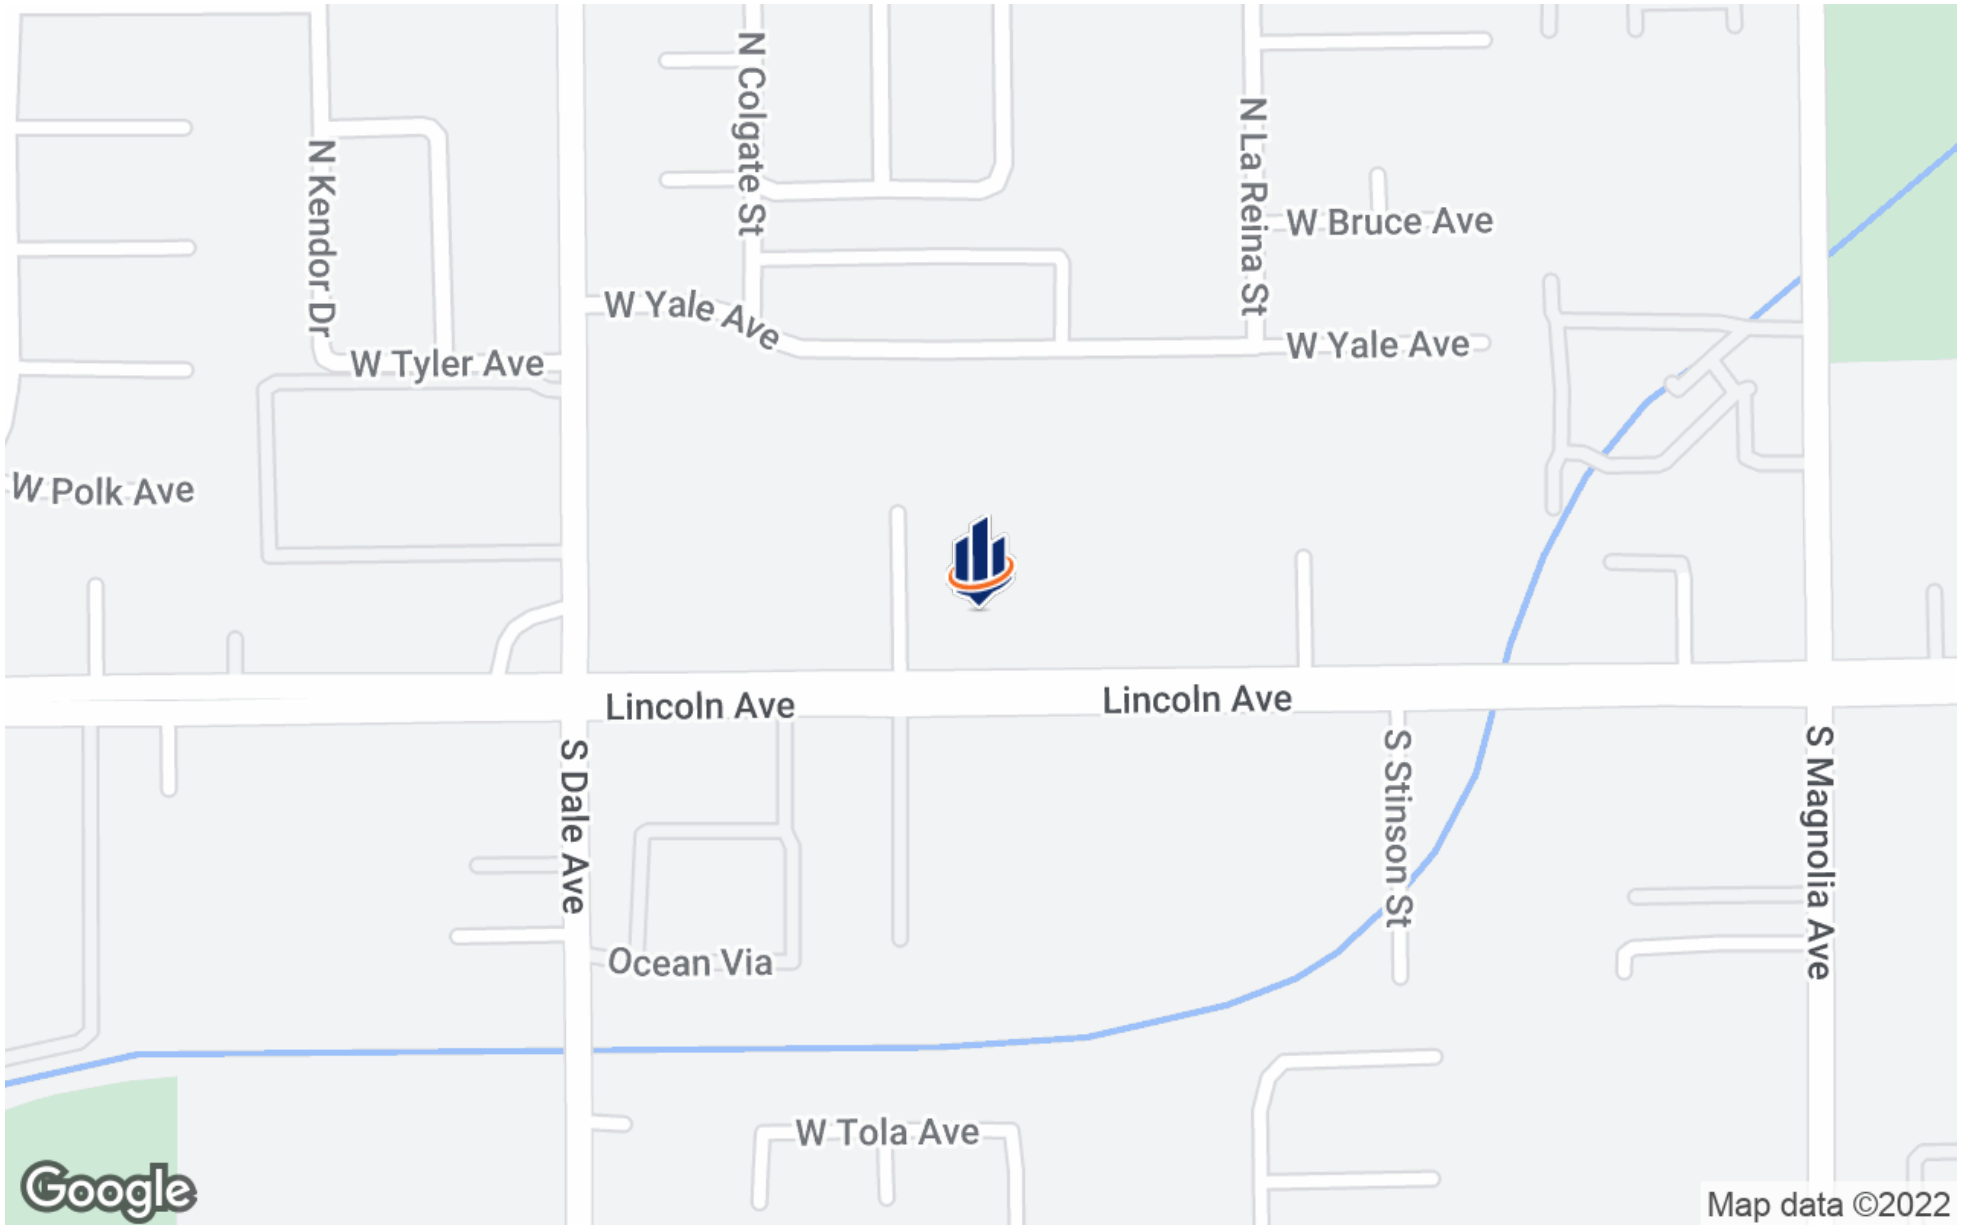 N Colgate St
N La Reina St
N Kendor Dr
W Bruce Ave
W Yale Ave
W Yale Ave
W Tyler Ave
W Polk Ave
Lincoln Ave
Lincoln Ave
S Dale Ave
S Stinson St
S Magnolia Ave
Ocean Via
W Tola Ave
Google
Map data ©2022